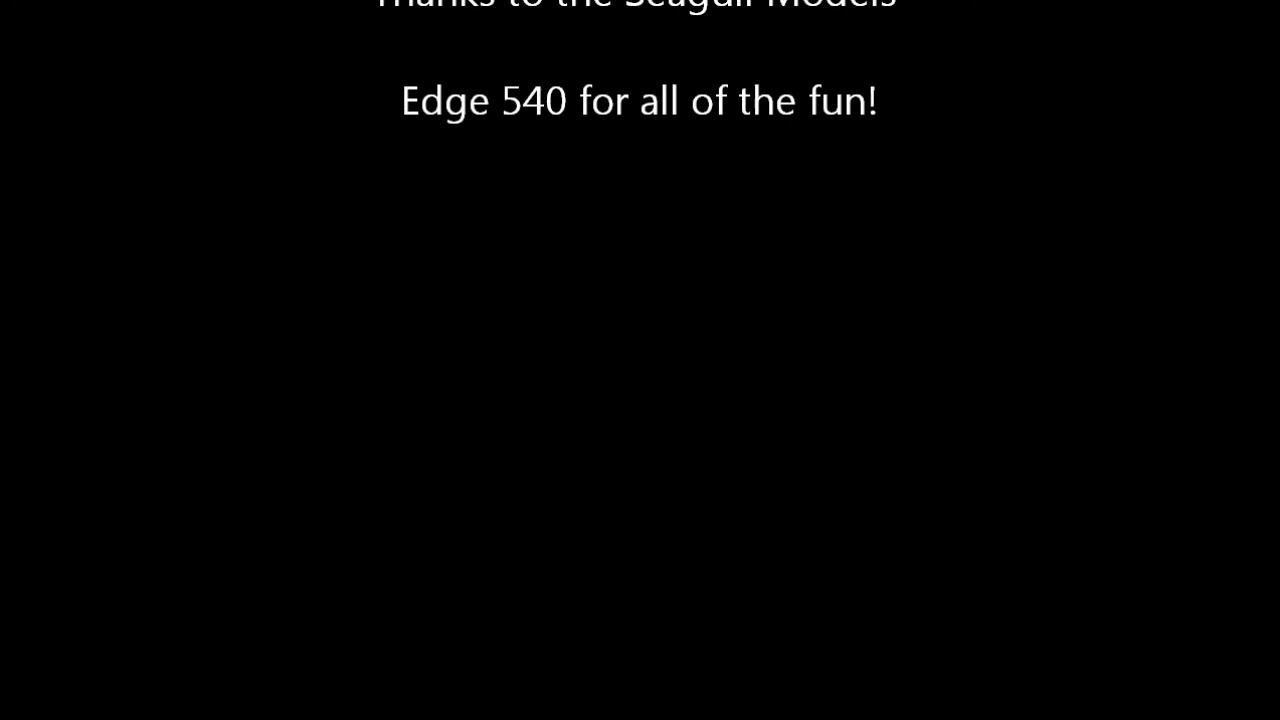 Thanks to the Seagull Models
Edge 540 for all of the fun!